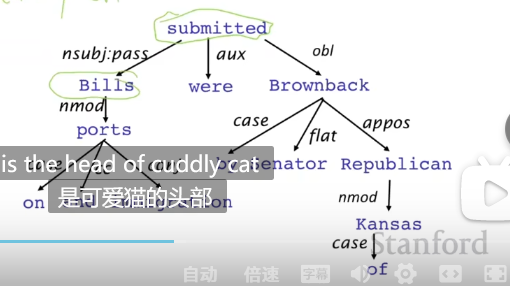 submitted
nsubj:pass aux obl
Bills were Brownback
nmod case flat appos
ports
is the head of cuddly cat
Senator Republican
是可爱猫的头部
on
nmod
Kansas
case
Stanford
of
自动 倍速 字幕